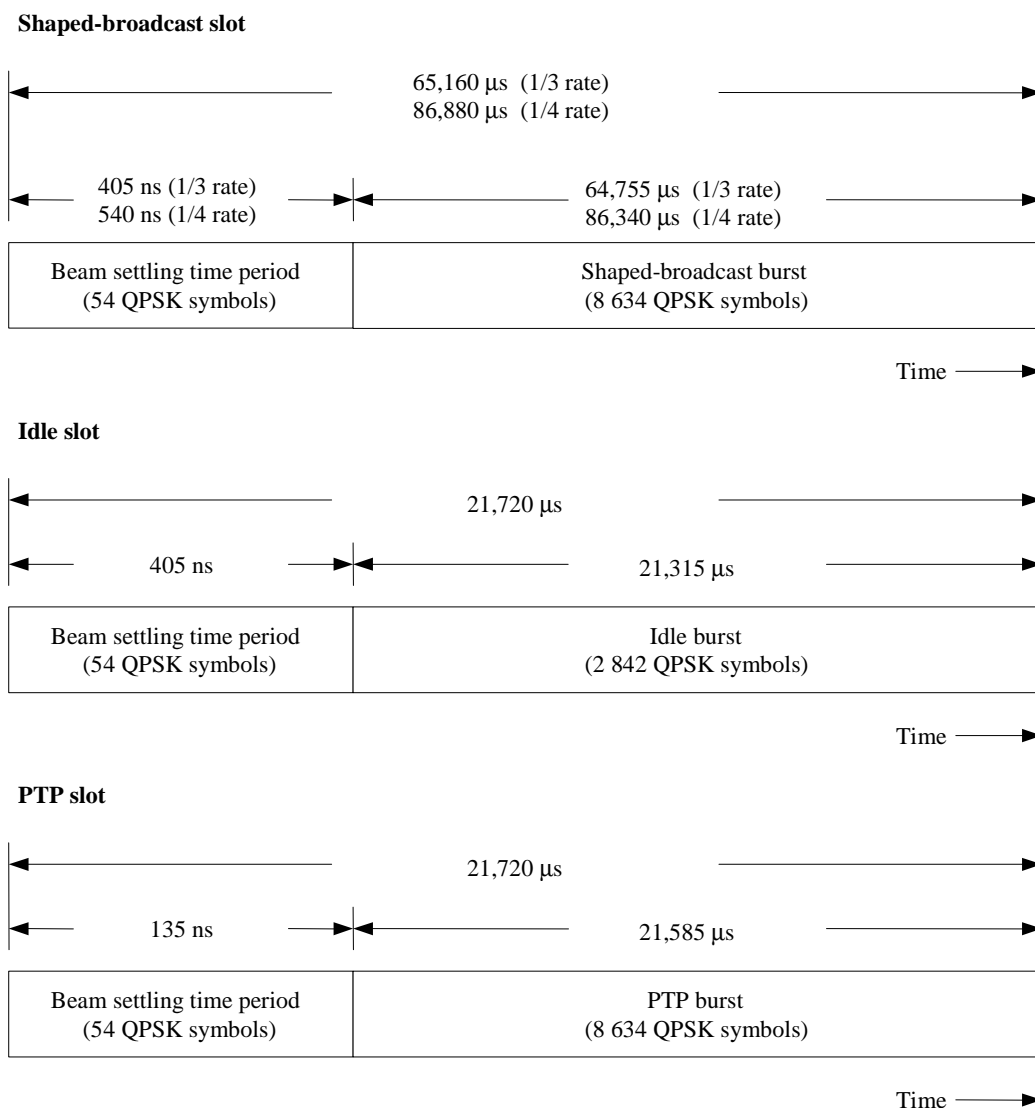 Shaped-broadcast slot
65,160 μs (1/3 rate)
86,880 μs (1/4 rate)
405 ns (1/3 rate)
540 ns (1/4 rate)
64,755 μs (1/3 rate)
86,340 μs (1/4 rate)
Beam settling time period
(54 QPSK symbols)
Shaped-broadcast burst
(8 634 QPSK symbols)
Time
Idle slot
21,720 μs
405 ns
21,315 μs
Beam settling time period
(54 QPSK symbols)
Idle burst
(2 842 QPSK symbols)
Time
PTP slot
21,720 μs
135 ns
21,585 μs
Beam settling time period
(54 QPSK symbols)
PTP burst
(8 634 QPSK symbols)
Time